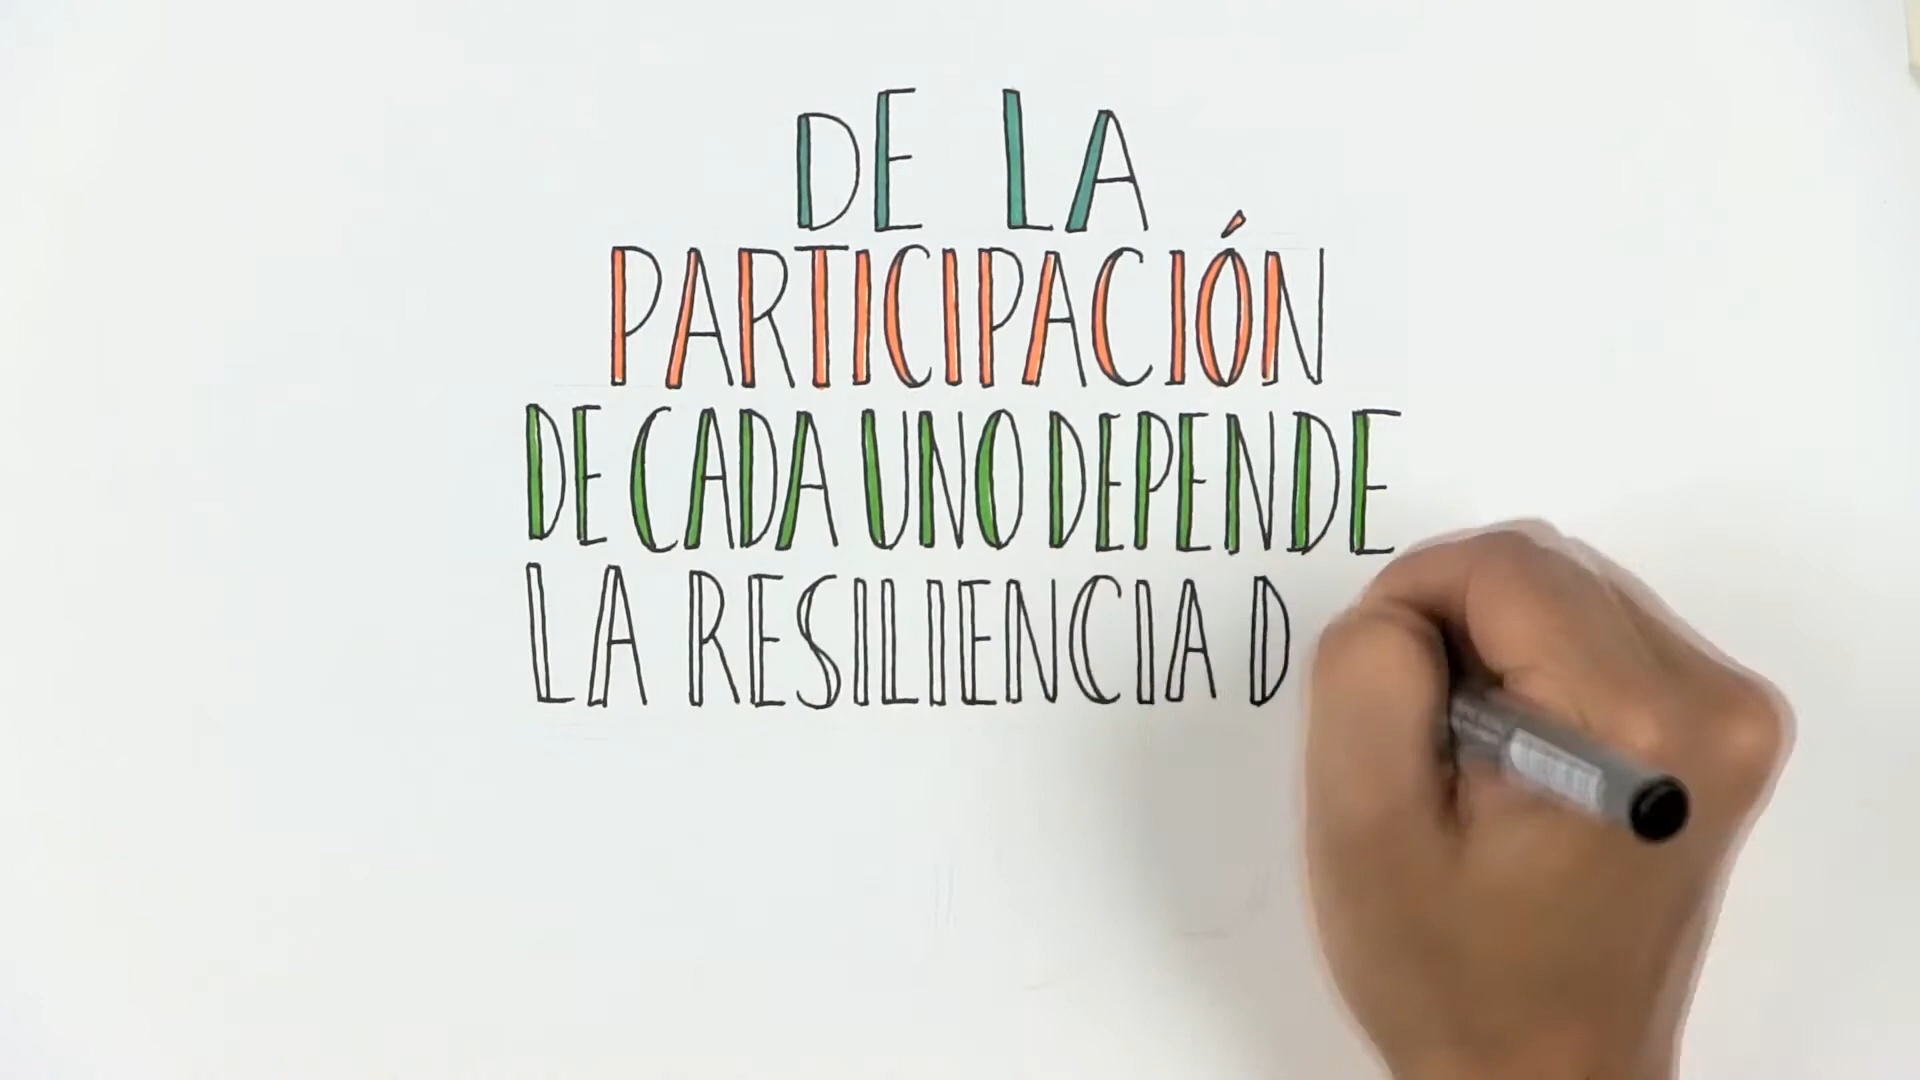 DE LA
PARTICIPACIÓN
DE CADA UNO DEPENDE
LA RESILIENCIA D